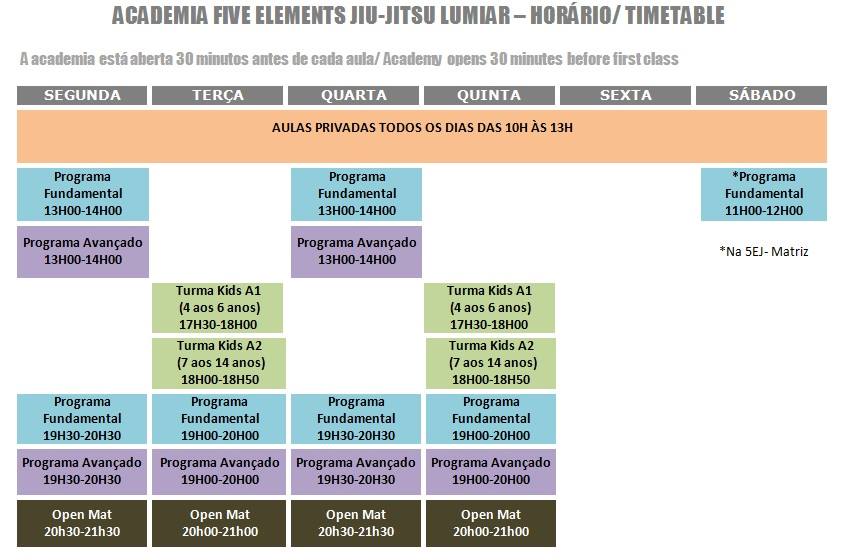 ACADEMIA FIVE ELEMENTS JIU-JITSU LUMIAR – HORÁRIO/ TIMETABLE
A academia está aberta 30 minutos antes de cada aula/ Academy opens 30 minutes before first class
SEGUNDA TERÇA QUARTA QUINTA SEXTA SÁBADO
AULAS PRIVADAS TODOS OS DIAS DAS 10H ÀS 13H
Programa Programa *Programa
Fundamental Fundamental Fundamental
13H00-14H00 13H00-14H00 11H00-12H00
Programa Avançado Programa Avançado
13H00-14H00 13H00-14H00
*Na 5EJ- Matriz
Turma Kids A1 Turma Kids A1
(4 aos 6 anos) (4 aos 6 anos)
17H30-18H00 17H30-18H00
Turma Kids A2 Turma Kids A2
(7 aos 14 anos) (7 aos 14 anos)
18H00-18H50 18H00-18H50
Programa Programa Programa Programa
Fundamental Fundamental Fundamental Fundamental
19H30-20H30 19H00-20H00 19H30-20H30 19H00-20H00
Programa Avançado Programa Avançado Programa Avançado Programa Avançado
19H30-20H30 19H00-20H00 19H30-20H30 19H00-20H00
Open Mat Open Mat Open Mat Open Mat
20h30-21h30 20h00-21h00 20h30-21h30 20h00-21h00